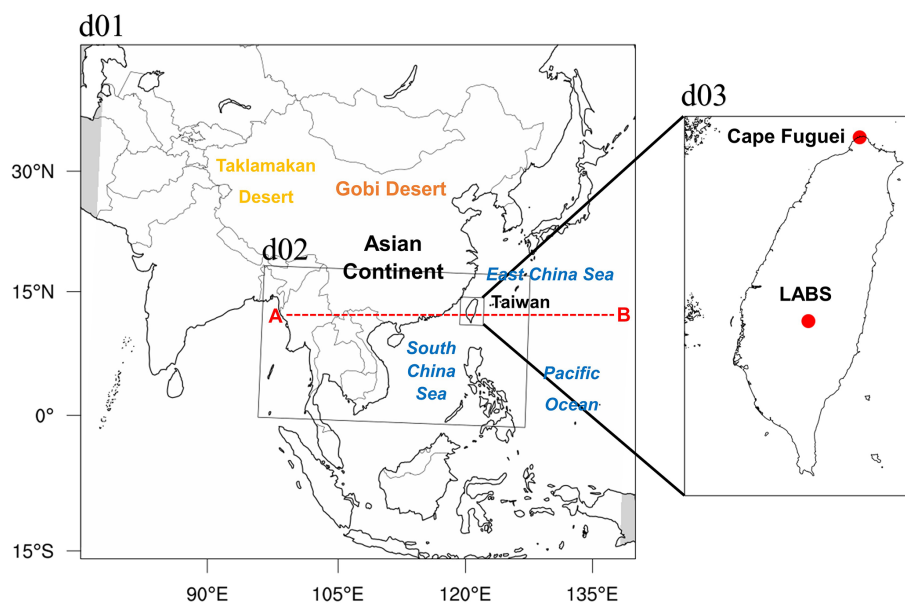 d01
d03
Cape Fuguei
30°N
Taklamakan
Desert
Gobi Desert
Asian
Continent
d02
East China Sea
15°N
Taiwan
LABS
A
B
South
China
Sea
Pacific
Ocean
0°
15°S
90°E
105°E
120°E
135°E